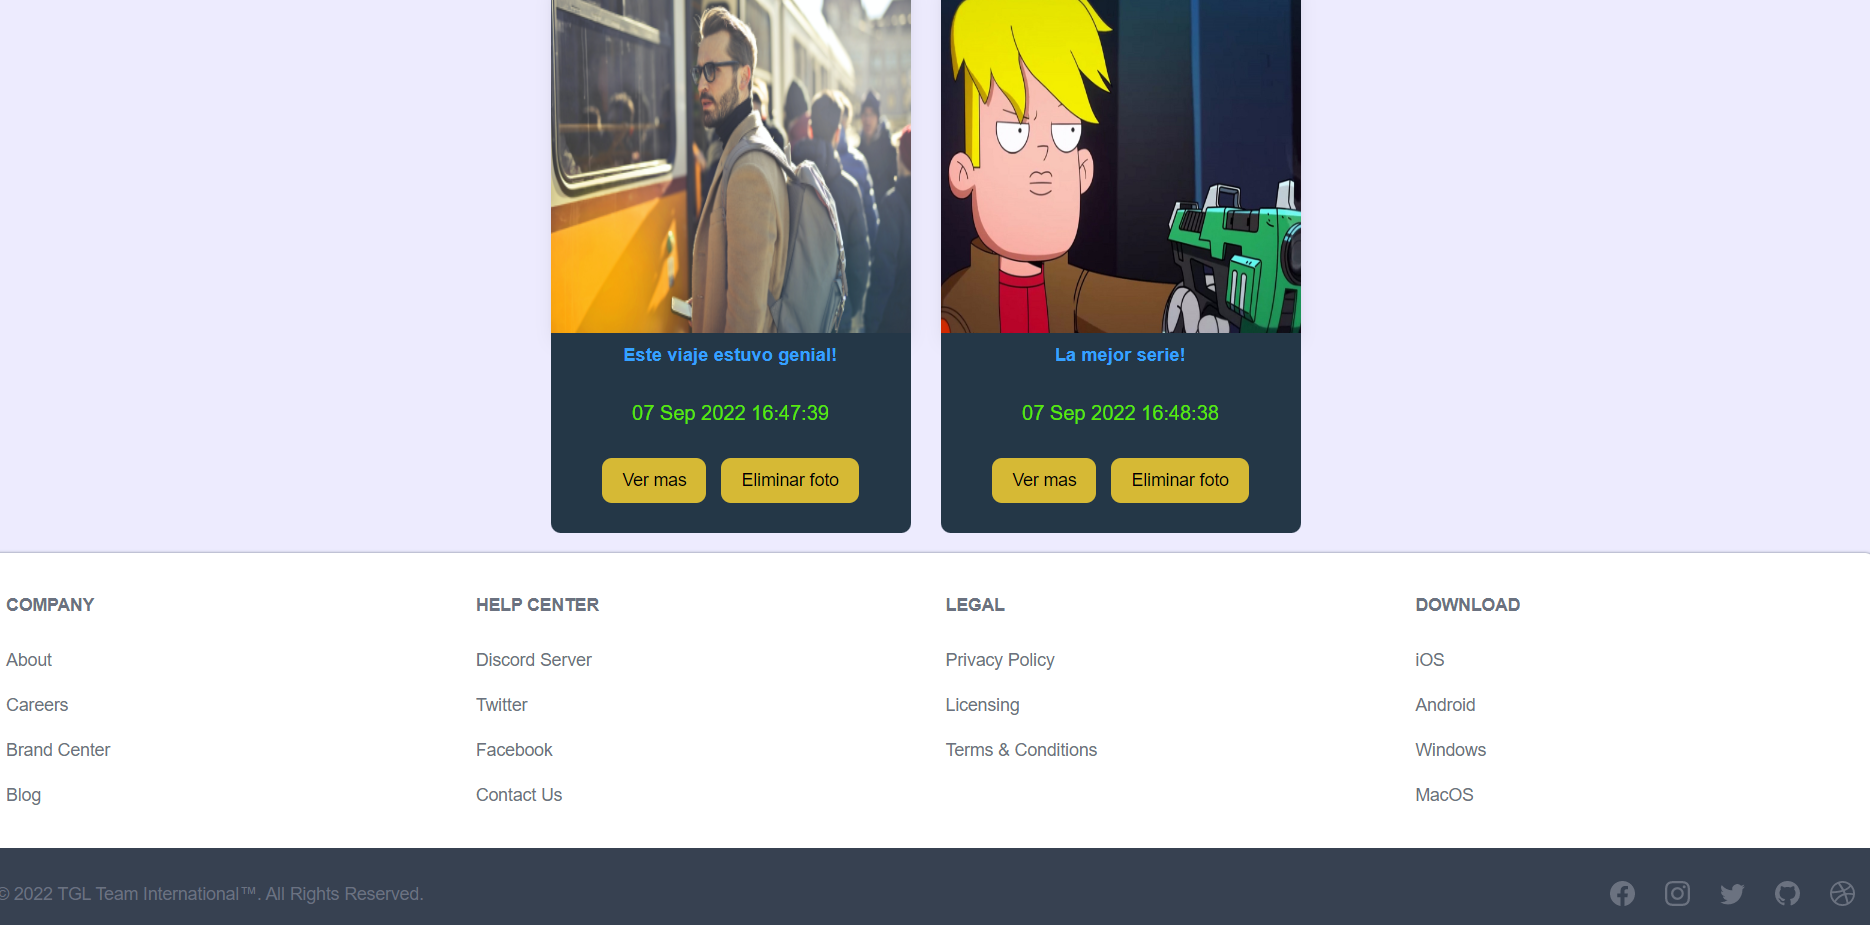 Este viaje estuvo genial!
07 Sep 2022 16:47:39
Ver mas
Eliminar foto
La mejor serie!
07 Sep 2022 16:48:38
Ver mas
Eliminar foto
COMPANY
About
Careers
Brand Center
Blog
HELP CENTER
Discord Server
Twitter
Facebook
Contact Us
LEGAL
Privacy Policy
Licensing
Terms & Conditions
DOWNLOAD
iOS
Android
Windows
MacOS
© 2022 TGL Team International™. All Rights Reserved.